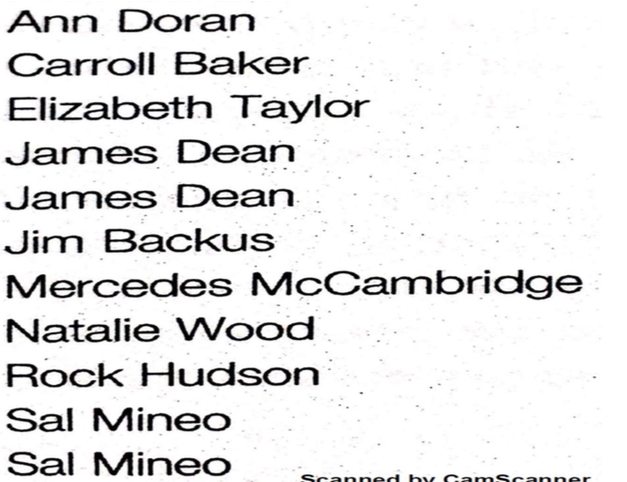 Ann Doran
Carroll Baker
Elizabeth Taylor
James Dean
James Dean
Jim Backus
Mercedes McCambridge
Natalie Wood
Rock Hudson
Sal Mineo
Sal Mineo
Scanned by CamScanner